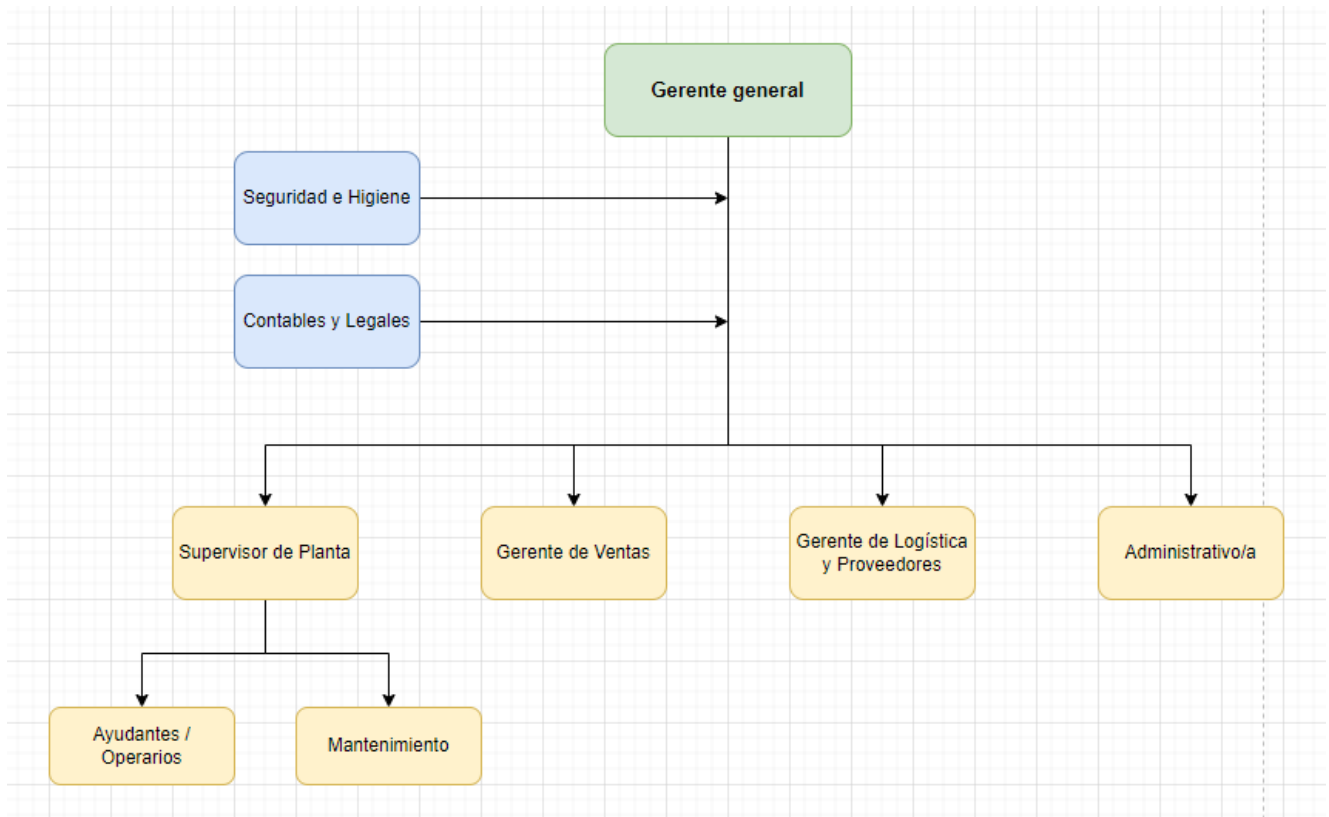 Gerente general
Seguridad e Higiene
Contables y Legales
Supervisor de Planta
Gerente de Ventas
Gerente de Logística
y Proveedores
Administrativo/a
Ayudantes /
Operarios
Mantenimiento